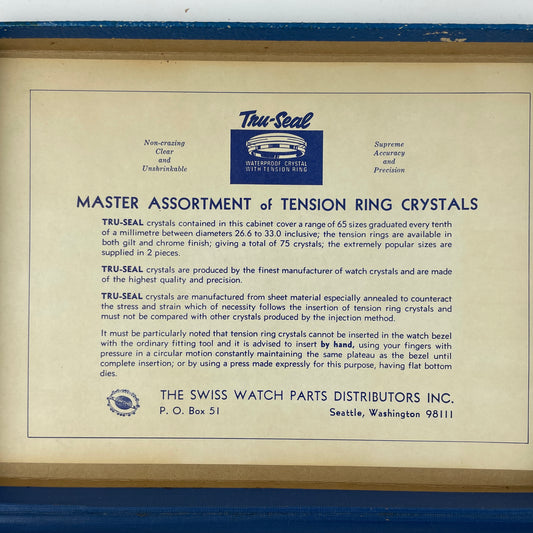 Tru-Seal
Non-crazing
Clear
and
Unshrinkable
WATERPROOF CRYSTAL
WITH TENSION RING
Supreme
Accuracy
and
Precision
MASTER ASSORTMENT of TENSION RING CRYSTALS
TRU-SEAL crystals contained in this cabinet cover a range of 65 sizes graduated every tenth
of a millimetre between diameters 26.6 to 33.0 inclusive; the tension rings are available in
both gilt and chrome finish; giving a total of 75 crystals; the extremely popular sizes are
supplied in 2 pieces.
TRU-SEAL crystals are produced by the finest manufacturer of watch crystals and are made
of the highest quality and precision.
TRU-SEAL crystals are manufactured from sheet material especially annealed to counteract
the stress and strain which of necessity follows the insertion of tension ring crystals and
must not be compared with other crystals produced by the injection method.
It must be particularly noted that tension ring crystals cannot be inserted in the watch bezel
with the ordinary fitting tool and it is advised to insert by hand, using your fingers with
pressure in a circular motion constantly maintaining the same plateau as the bezel until
complete insertion; or by using a press made expressly for this purpose, having flat bottom
dies.
THE SWISS WATCH PARTS DISTRIBUTORS INC.
P. O. Box 51 Seattle, Washington 98111